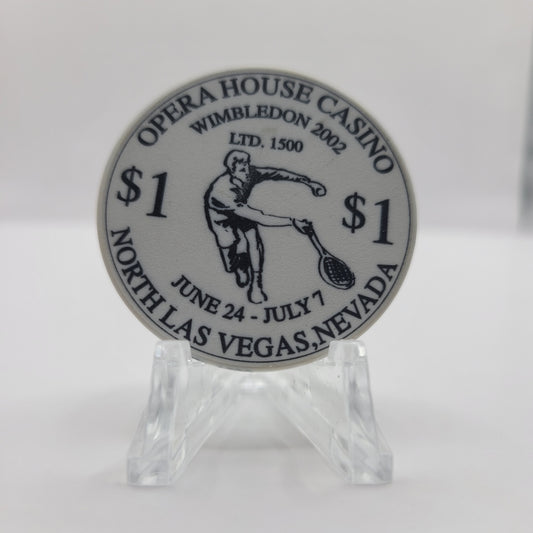 OPERA HOUSE CASINO
WIMBLEDON 2002
LTD. 1500
$1
$1
JUNE 24 - JULY 7
NORTH LAS VEGAS, NEVADA